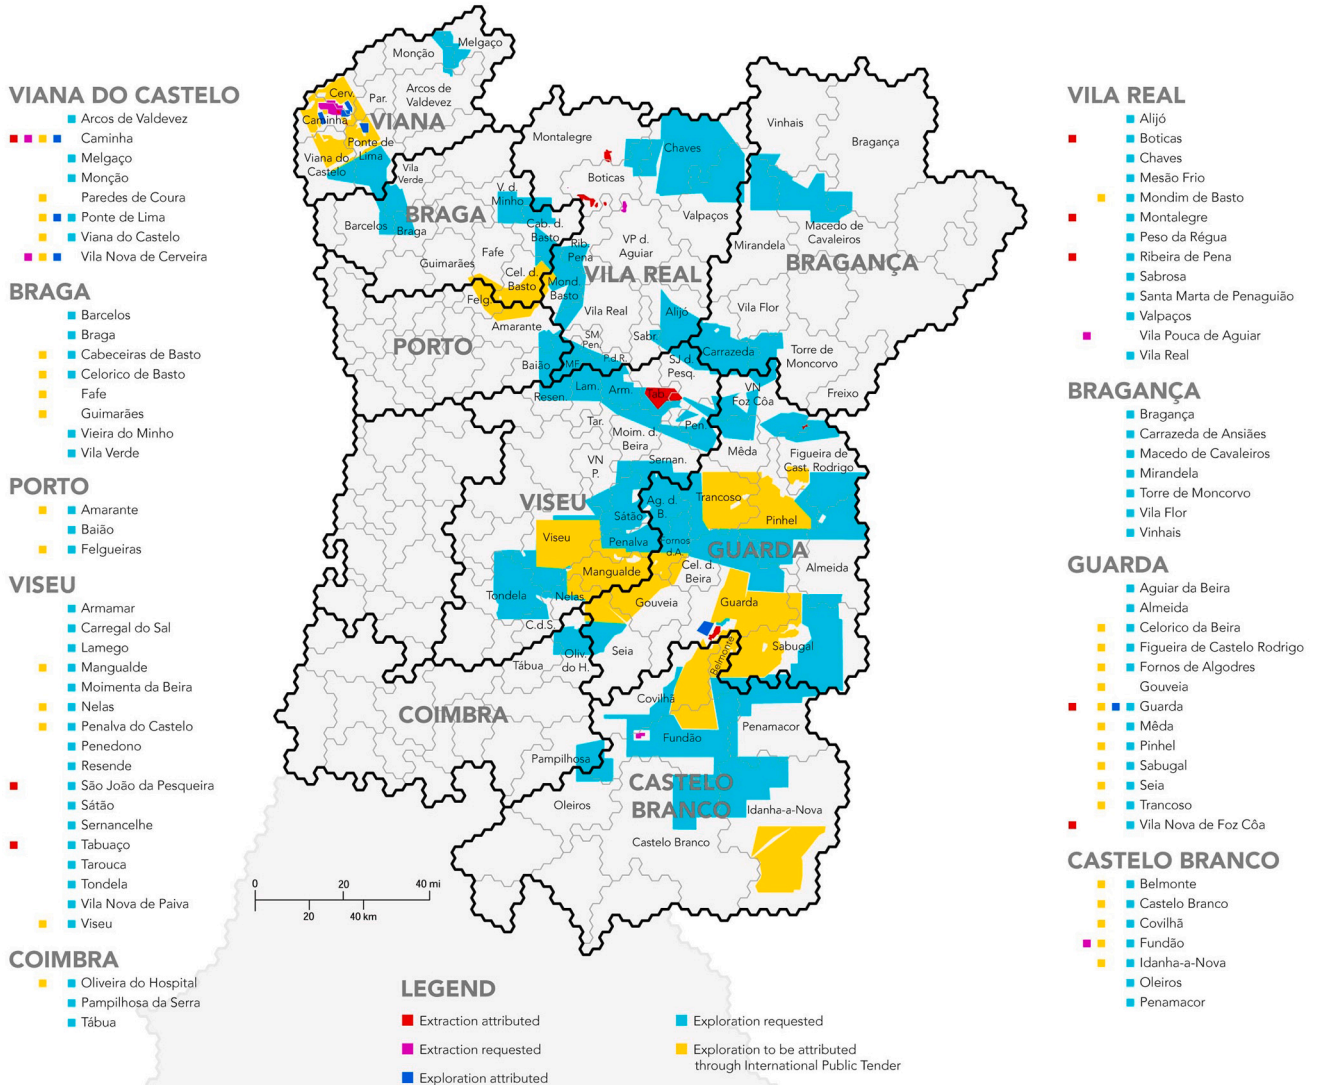 VIANA DO CASTELO
Arcos de Valdevez
Caminha
Melgaço
Monção
Paredes de Coura
Ponte de Lima
Viana do Castelo
Vila Nova de Cerveira
BRAGA
Barcelos
Braga
Cabeceiras de Basto
Celorico de Basto
Fafe
Guimarães
Vieira do Minho
Vila Verde
PORTO
Amarante
Baião
Felgueiras
VISEU
Armamar
Carregal do Sal
Lamego
Mangualde
Moimenta da Beira
Nelas
Penalva do Castelo
Penedono
Resende
São João da Pesqueira
Sátão
Sernancelhe
Tabuaço
Tarouca
Tondela
Vila Nova de Paiva
Viseu
COIMBRA
Oliveira do Hospital
Pampilhosa da Serra
Tábua
Melgaço
Monção
Cerv.
Par.
Arcos de
Valdevez
Caminha
VIANA
Ponte de
Lima
Viana do
Castelo
Vila
Verde
V. d.
Minho
BRAGA
Barcelos
Braga
Cab. d.
Basto
Fafe
Guimarães
Cel. d.
Basto
Felg.
Amarante
PORTO
Baião
Montalegre
Boticas
Chaves
Valpaços
VP d.
Aguiar
Rib.
Pena
VILA REAL
Mond.
Basto
Vila Real
Alijó
SM
Pen.
Sabr.
MF
P.d.R.
Vinhais
Bragança
Macedo de
Cavaleiros
Mirandela
BRAGANÇA
Vila Flor
Carrazeda
Torre de
Moncorvo
Freixo
SJ d.
Pesq.
VN
Foz Côa
Resen.
Lam.
Arm.
Tab.
Tar.
Pen.
Moim. d.
Beira
Sernan.
VN
P.
VISEU
Sátão
Viseu
Penalva
Mangualde
Tondela
Nelas
C.d.S.
Mêda
Figueira de
Cast. Rodrigo
Trancoso
Ag. d.
B.
Pinhel
Fornos
d.A.
GUARDA
Cel. d.
Beira
Almeida
Gouveia
Guarda
Seia
Sabugal
Oliv.
do H.
Tábua
Belmonte
Covilhã
COIMBRA
Fundão
Penamacor
Pampilhosa
CASTELO
BRANCO
Oleiros
Idanha-a-Nova
Castelo Branco
0 20 40 mi
20 40 km
LEGEND
Extraction attributed
Extraction requested
Exploration attributed
Exploration requested
Exploration to be attributed
through International Public Tender
VILA REAL
Alijó
Boticas
Chaves
Mesão Frio
Mondim de Basto
Montalegre
Peso da Régua
Ribeira de Pena
Sabrosa
Santa Marta de Penaguião
Valpaços
Vila Pouca de Aguiar
Vila Real
BRAGANÇA
Bragança
Carrazeda de Ansiães
Macedo de Cavaleiros
Mirandela
Torre de Moncorvo
Vila Flor
Vinhais
GUARDA
Aguiar da Beira
Almeida
Celorico da Beira
Figueira de Castelo Rodrigo
Fornos de Algodres
Gouveia
Guarda
Mêda
Pinhel
Sabugal
Seia
Trancoso
Vila Nova de Foz Côa
CASTELO BRANCO
Belmonte
Castelo Branco
Covilhã
Fundão
Idanha-a-Nova
Oleiros
Penamacor